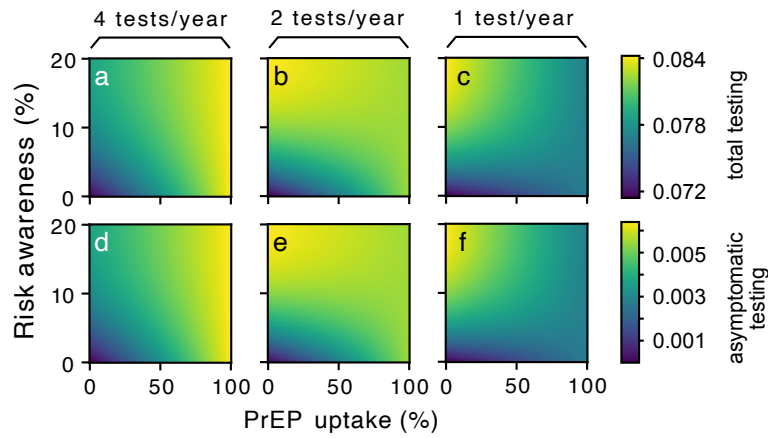 4 tests/year 2 tests/year 1 test/year
Risk awareness (%)
20
10
0
a
b
c
0.084
0.078
0.072
total testing
20
10
0
d
e
f
0.005
0.003
0.001
asymptomatic
testing
0 50 100 0 50 100 0 50 100
PrEP uptake (%)